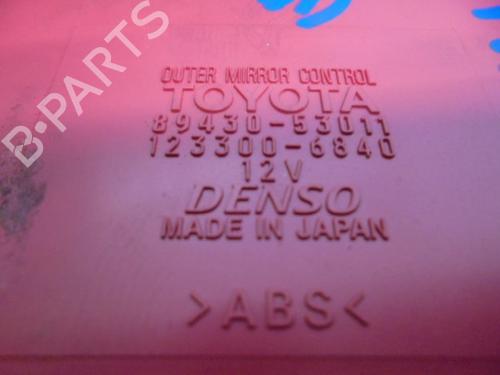 OUTER MIRROR CONTROL
TOYOTA
89430-53011
123300-6840
12V
DENSO
MADE IN JAPAN
>ABS<
B-PARTS